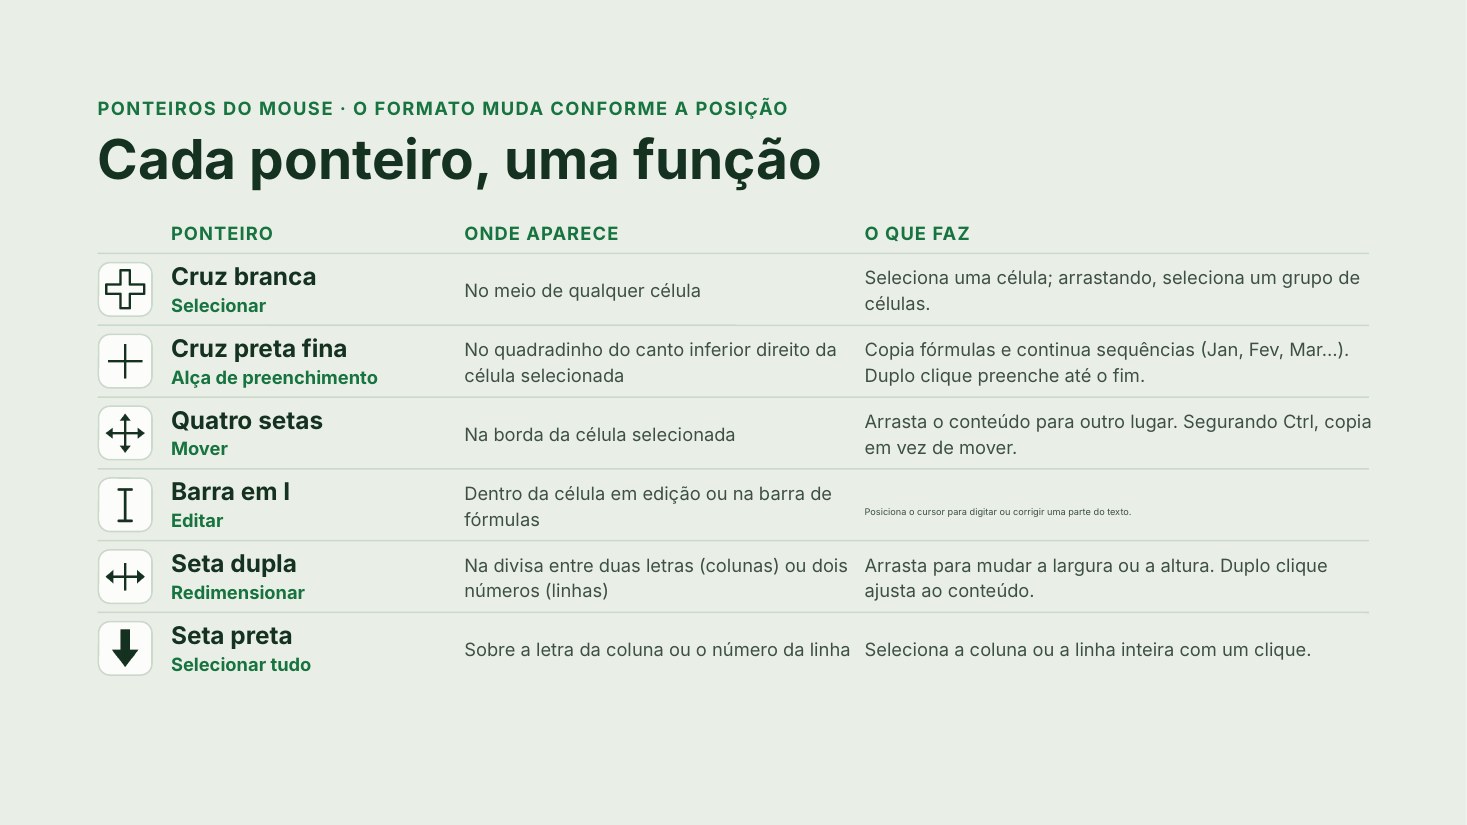 PONTEIROS DO MOUSE · O FORMATO MUDA CONFORME A POSIÇÃO
Cada ponteiro, uma função
PONTEIRO ONDE APARECE O QUE FAZ
Cruz branca
Selecionar
No meio de qualquer célula
Seleciona uma célula; arrastando, seleciona um grupo de
células.
Cruz preta fina
Alça de preenchimento
No quadradinho do canto inferior direito da
célula selecionada
Copia fórmulas e continua sequências (Jan, Fev, Mar...).
Duplo clique preenche até o fim.
Quatro setas
Mover
Na borda da célula selecionada
Arrasta o conteúdo para outro lugar. Segurando Ctrl, copia
em vez de mover.
Barra em I
Editar
Dentro da célula em edição ou na barra de
fórmulas
Posiciona o cursor para digitar ou corrigir uma parte do texto.
Seta dupla
Redimensionar
Na divisa entre duas letras (colunas) ou dois
números (linhas)
Arrasta para mudar a largura ou a altura. Duplo clique
ajusta ao conteúdo.
Seta preta
Selecionar tudo
Sobre a letra da coluna ou o número da linha
Seleciona a coluna ou a linha inteira com um clique.